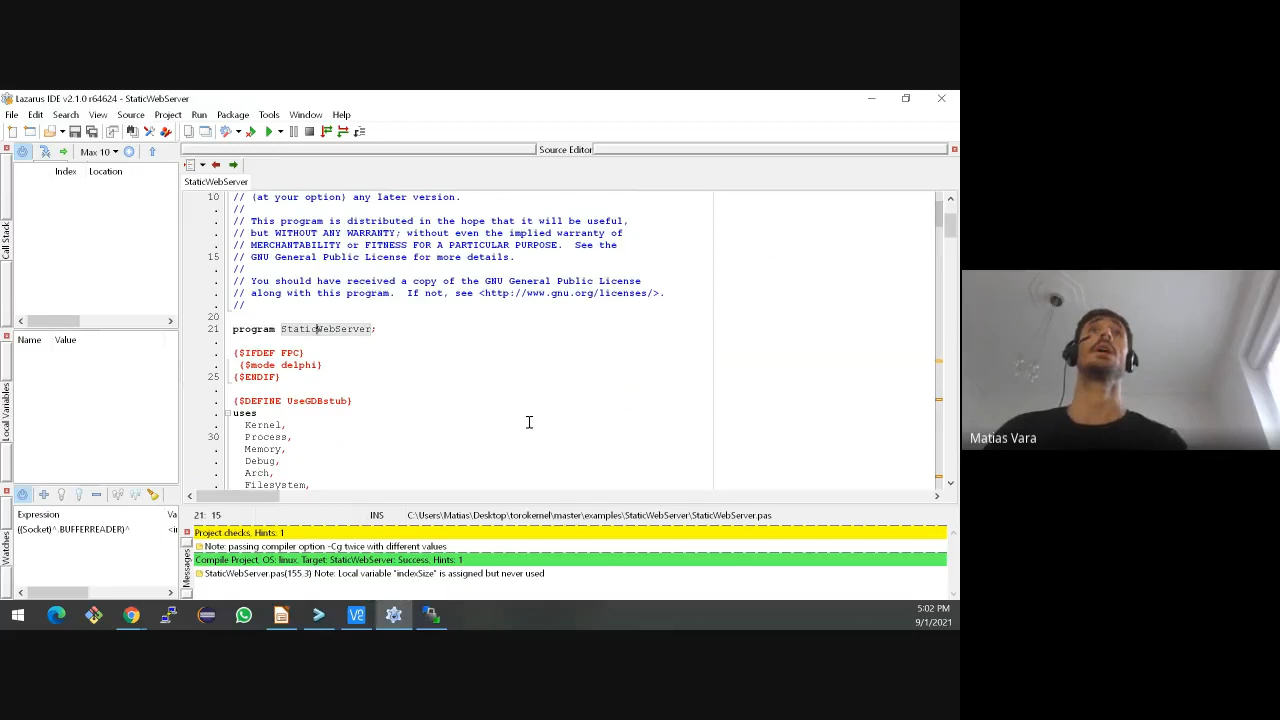 Lazarus IDE v2.1.0 r64624 - StaticWebServer
File Edit Search View Source Project Run Package Tools Window Help
Max 10
Source Editor
Index Location
StaticWebServer
10 // (at your option) any later version.
. //
. // This program is distributed in the hope that it will be useful,
. // but WITHOUT ANY WARRANTY; without even the implied warranty of
. // MERCHANTABILITY or FITNESS FOR A PARTICULAR PURPOSE.  See the
15 // GNU General Public License for more details.
. //
. // You should have received a copy of the GNU General Public License
. // along with this program.  If not, see <http://www.gnu.org/licenses/>.
. //
20
21 program StaticWebServer;
.
. {$IFDEF FPC}
. {$mode delphi}
25 {$ENDIF}
.
. {$DEFINE UseGDBstub}
. uses
. Kernel,
30 Process,
. Memory,
. Debug,
. Arch,
. Filesystem,
Call Stack
Name Value
Local Variables
Expression Va
{(Socket)^.BUFFERREADER}^ <ir
Watches
21: 15 INS C:\Users\Matias\Desktop\torokernel\master\examples\StaticWebServer\StaticWebServer.pas
Messages
Project checks, Hints: 1
Note: passing compiler option -Cg twice with different values
Compile Project, OS: linux, Target: StaticWebServer: Success, Hints: 1
StaticWebServer.pas(155,3) Note: Local variable "indexSize" is assigned but never used
5:02 PM
9/1/2021
Matias Vara